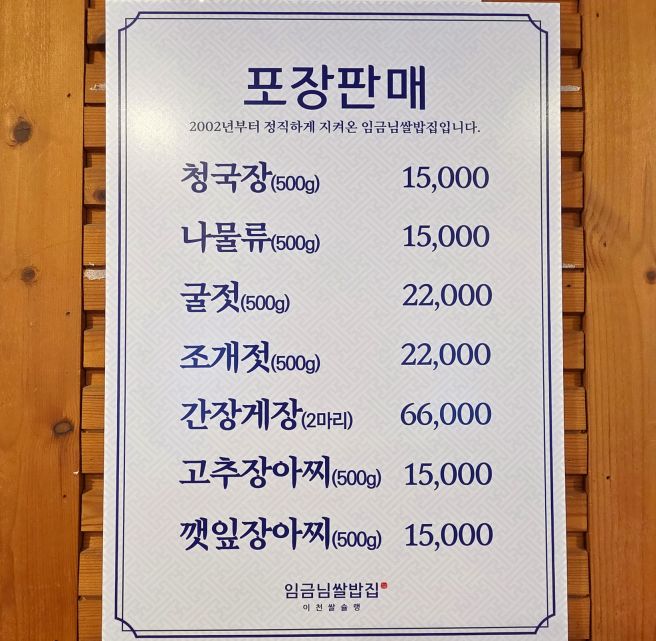 포장판매
2002년부터 정직하게 지켜온 임금님쌀밥집입니다.
청국장(500g) 15,000
나물류(500g) 15,000
굴젓(500g) 22,000
조개젓(500g) 22,000
간장게장(2마리) 66,000
고추장아찌(500g) 15,000
깻잎장아찌(500g) 15,000
임금님쌀밥집
이천쌀슐랭